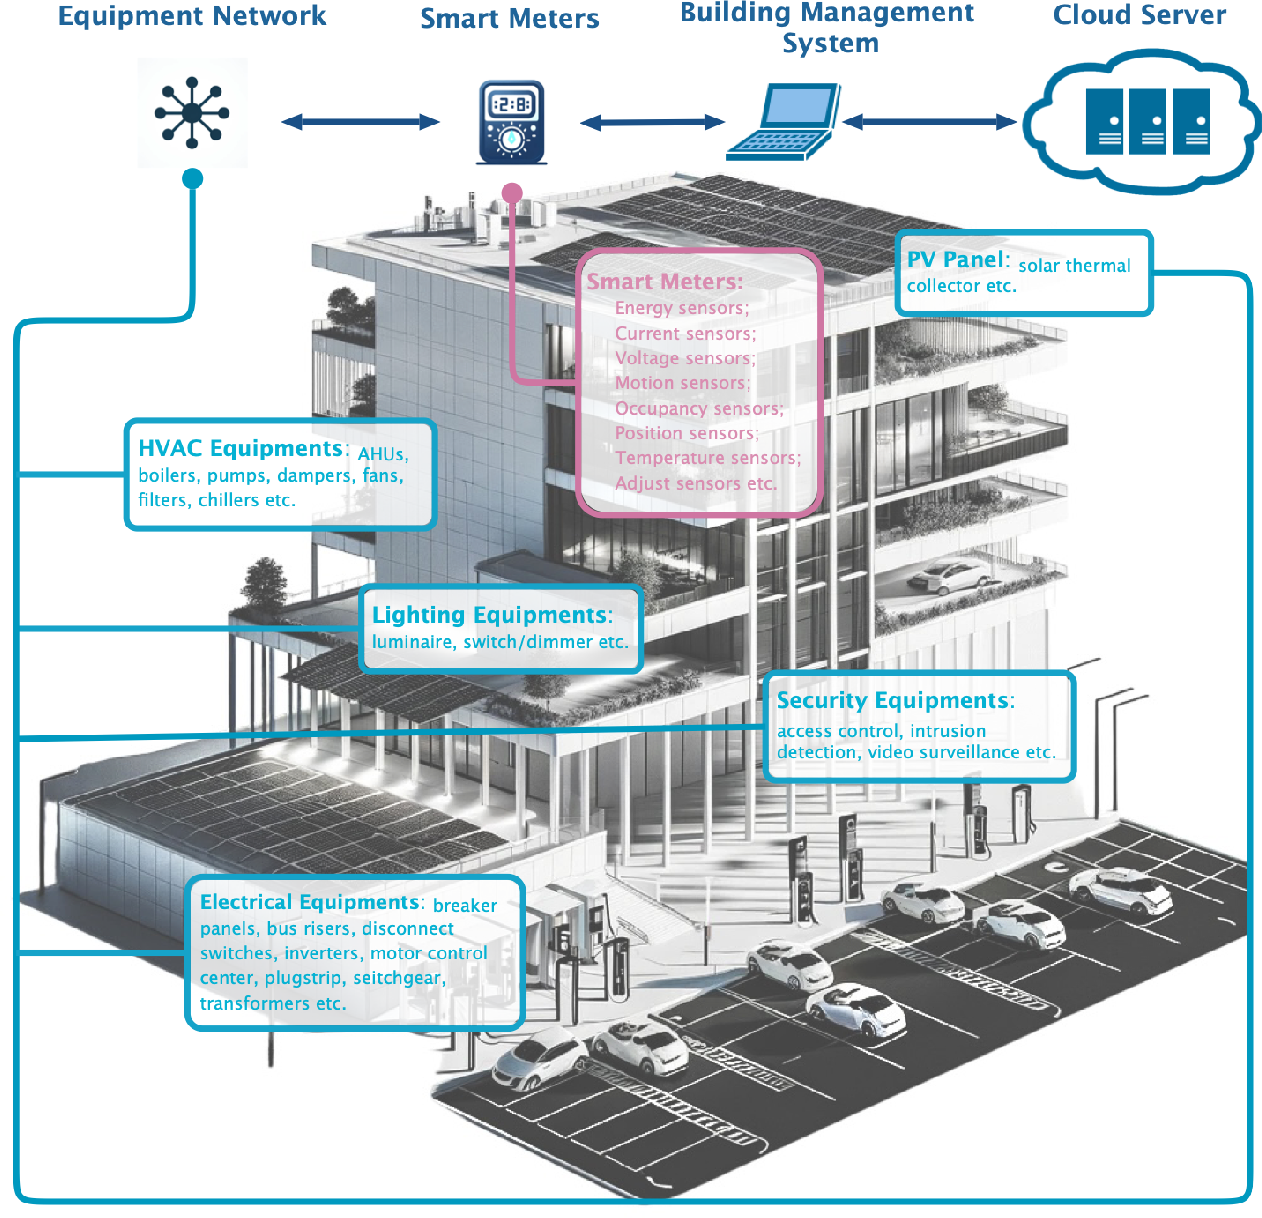 Equipment Network
Smart Meters
Building Management
System
Cloud Server
PV Panel: solar thermal
collector etc.
Smart Meters:
Energy sensors;
Current sensors;
Voltage sensors;
Motion sensors;
Occupancy sensors;
Position sensors;
Temperature sensors;
Adjust sensors etc.
HVAC Equipments: AHUs,
boilers, pumps, dampers, fans,
filters, chillers etc.
Lighting Equipments:
luminaire, switch/dimmer etc.
Security Equipments:
access control, intrusion
detection, video surveillance etc.
Electrical Equipments: breaker
panels, bus risers, disconnect
switches, inverters, motor control
center, plugstrip, seitchgear,
transformers etc.